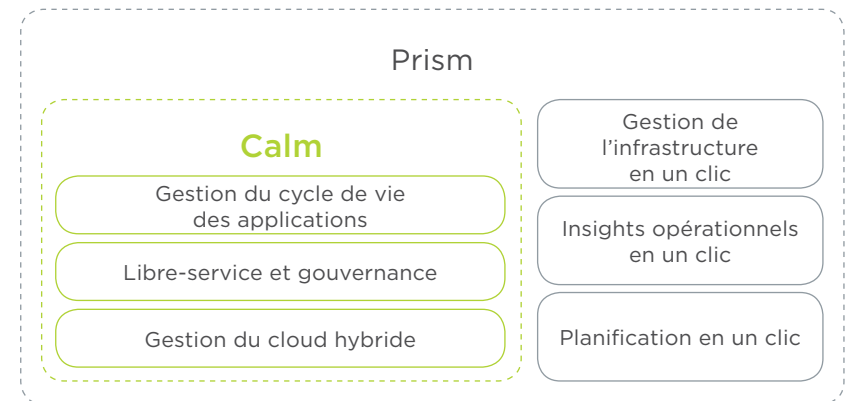 Prism
Calm
Gestion du cycle de vie
des applications
Libre-service et gouvernance
Gestion du cloud hybride
Gestion de
l’infrastructure
en un clic
Insights opérationnels
en un clic
Planification en un clic